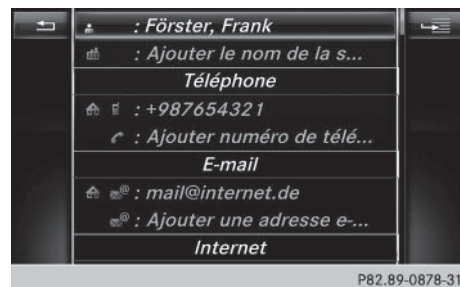 : Förster, Frank
: Ajouter le nom de la s...
Téléphone
: +987654321
: Ajouter numéro de télé...
E-mail
@ : mail@internet.de
@ : Ajouter une adresse e-...
Internet
P82.89-0878-31